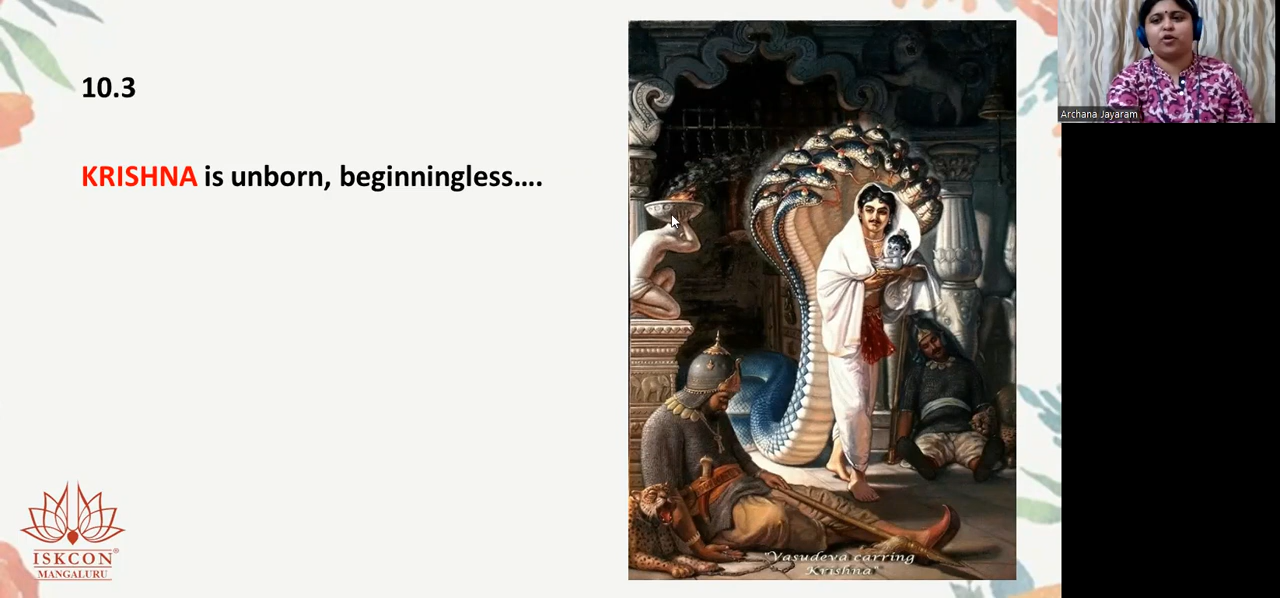 10.3
KRISHNA is unborn, beginningless....
ISKCON®
MANGALURU
"Vasudeva carring
Krishna"
Archana Jayaram